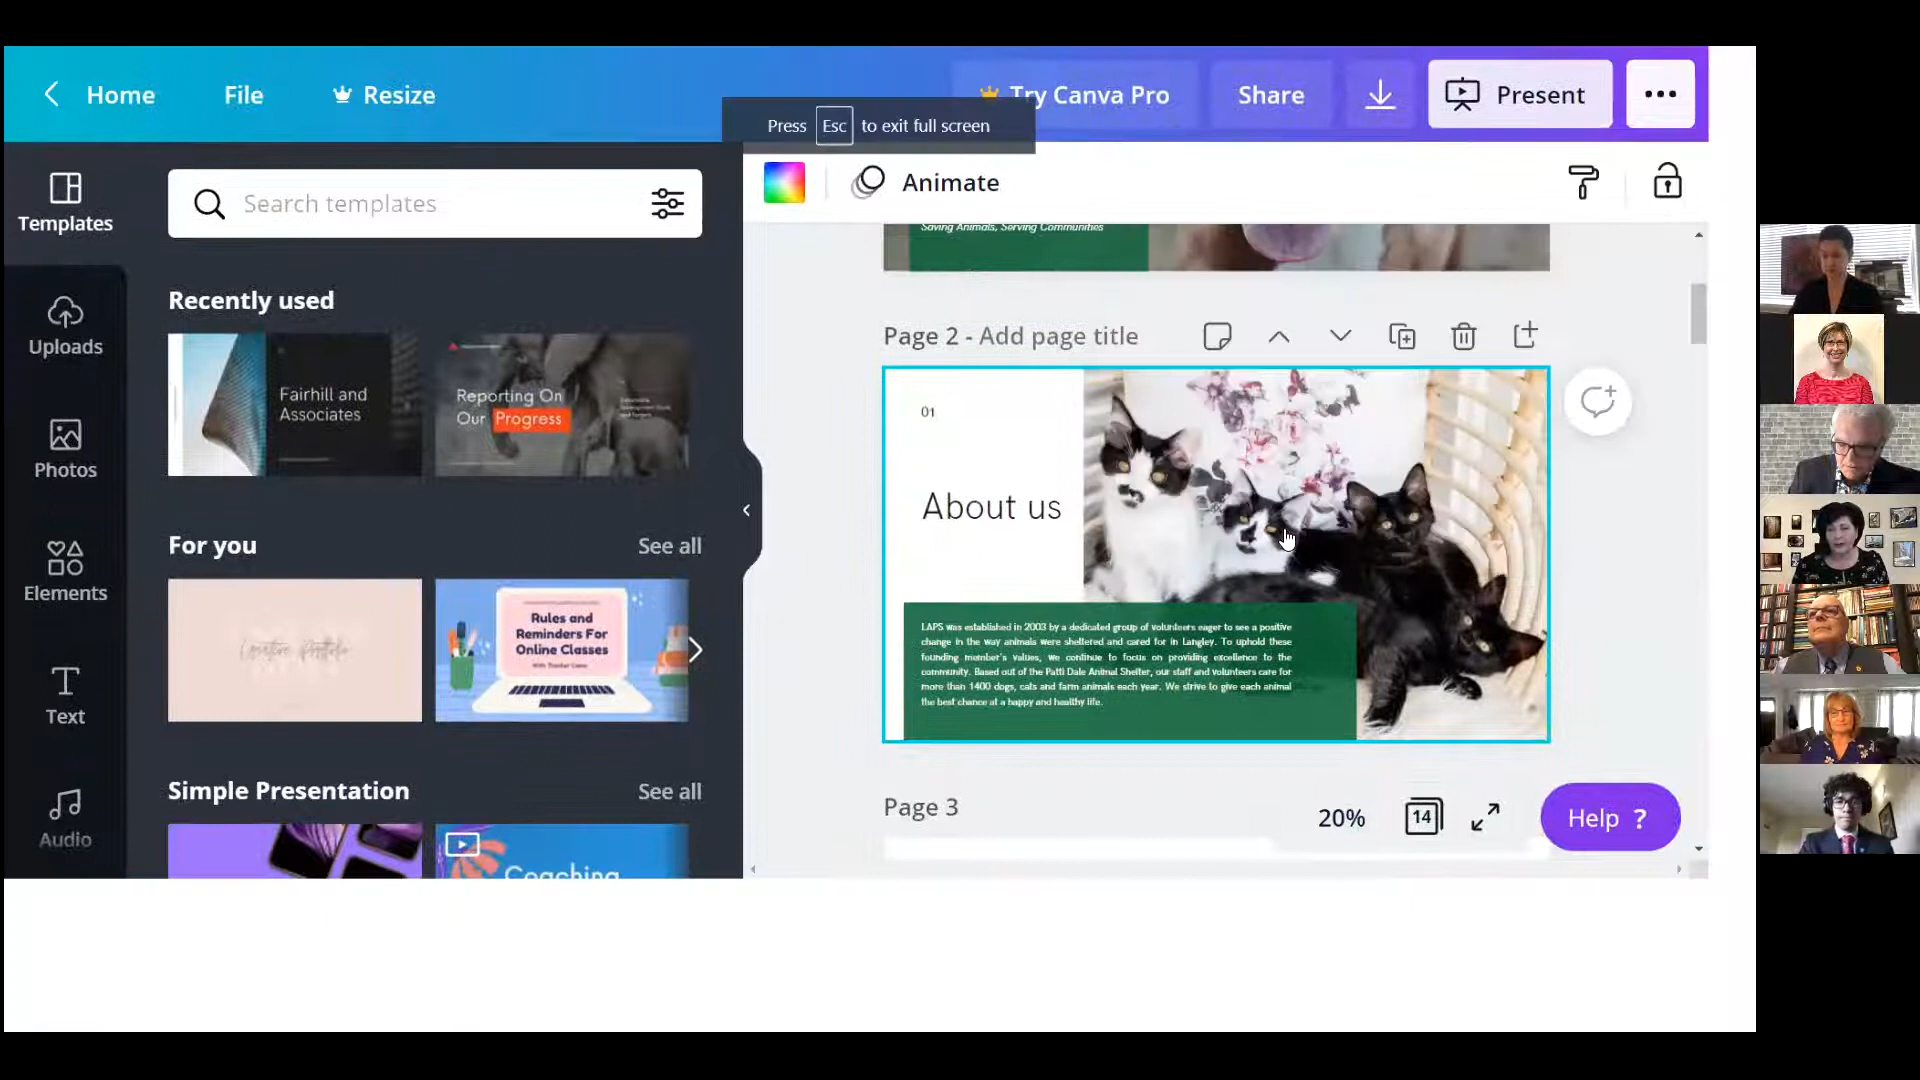 Home
File
Resize
Try Canva Pro
Share
Present
Press Esc to exit full screen
Templates
Search templates
Animate
Saving Animals, Serving Communities
Uploads
Recently used
Fairhill and
Associates
Reporting On
Our Progress
Page 2 - Add page title
01
About us
Photos
For you
See all
Elements
Creative Portfolio
Rules and
Reminders For
Online Classes
LAPS was established in 2003 by a dedicated group of volunteers eager to see a positive
change in the way animals were sheltered and cared for in Langley. To uphold these
founding member's values, we continue to focus on providing excellence to the
community. Based out of the Patti Dale Animal Shelter, our staff and volunteers care for
more than 1400 dogs, cats and farm animals each year. We strive to give each animal
the best chance at a happy and healthy life.
Text
Simple Presentation
See all
Audio
Coaching
Page 3
20%
14
Help ?